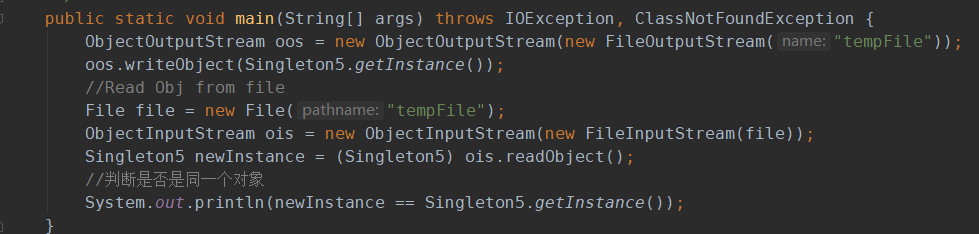 public static void main(String[] args) throws IOException, ClassNotFoundException {
ObjectOutputStream oos = new ObjectOutputStream(new FileOutputStream( name: "tempFile"));
oos.writeObject(Singleton5.getInstance());
//Read Obj from file
File file = new File( pathname: "tempFile");
ObjectInputStream ois = new ObjectInputStream(new FileInputStream(file));
Singleton5 newInstance = (Singleton5) ois.readObject();
//判断是否是同一个对象
System.out.println(newInstance == Singleton5.getInstance());
}